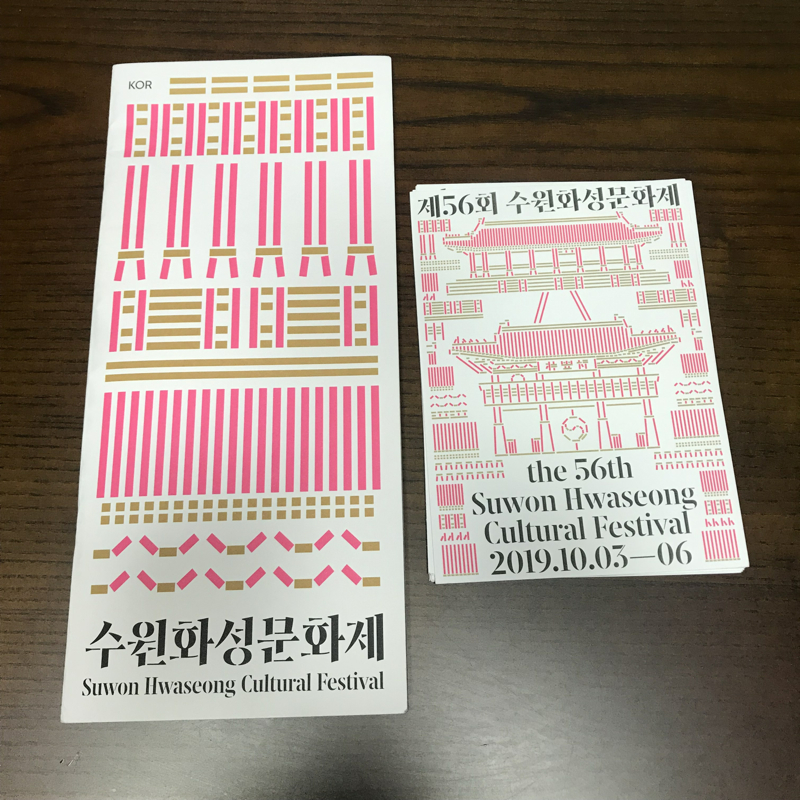 KOR
수원화성문화제
Suwon Hwaseong Cultural Festival
제56회 수원화성문화제
the 56th
Suwon Hwaseong
Cultural Festival
2019.10.03—06